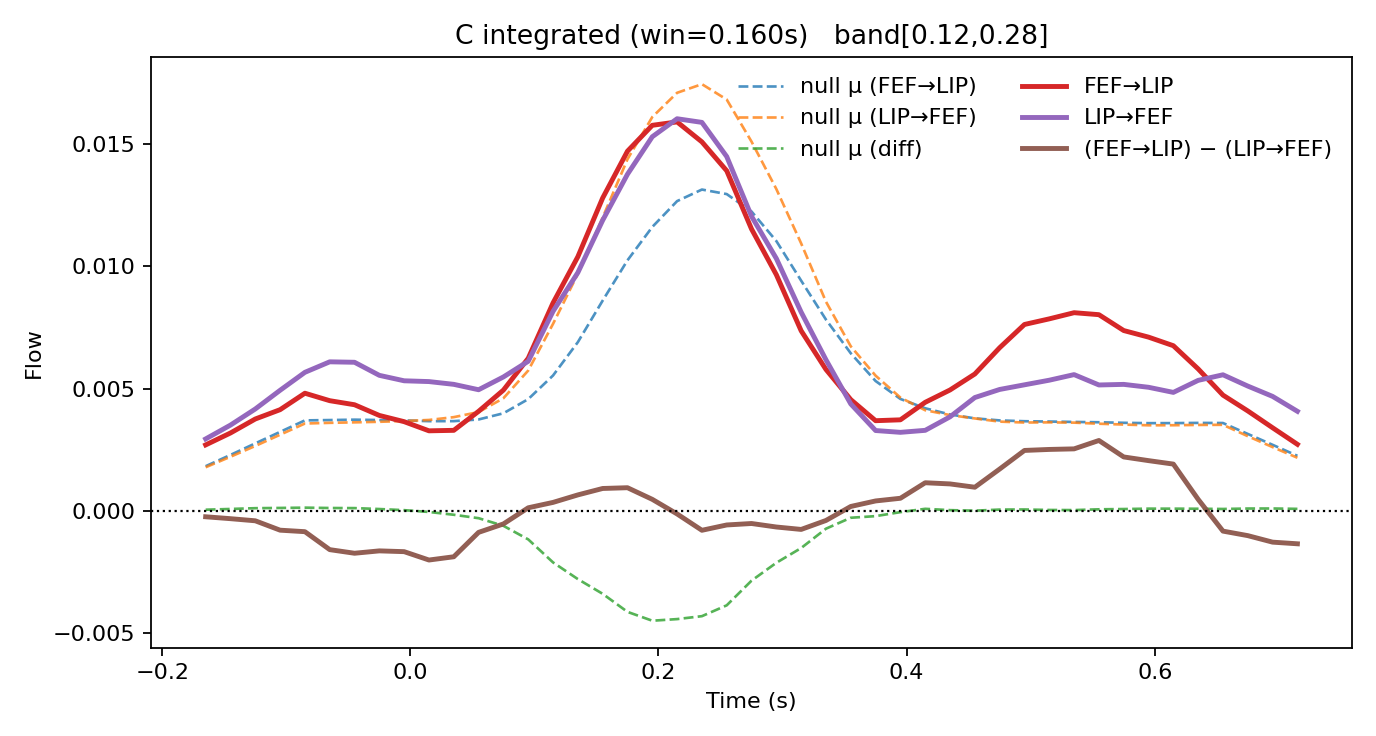 C integrated (win=0.160s)   band[0.12,0.28]
null μ (FEF→LIP)
null μ (LIP→FEF)
null μ (diff)
FEF→LIP
LIP→FEF
(FEF→LIP) − (LIP→FEF)
Flow
0.015
0.010
0.005
0.000
−0.005
−0.2
0.0
0.2
0.4
0.6
Time (s)